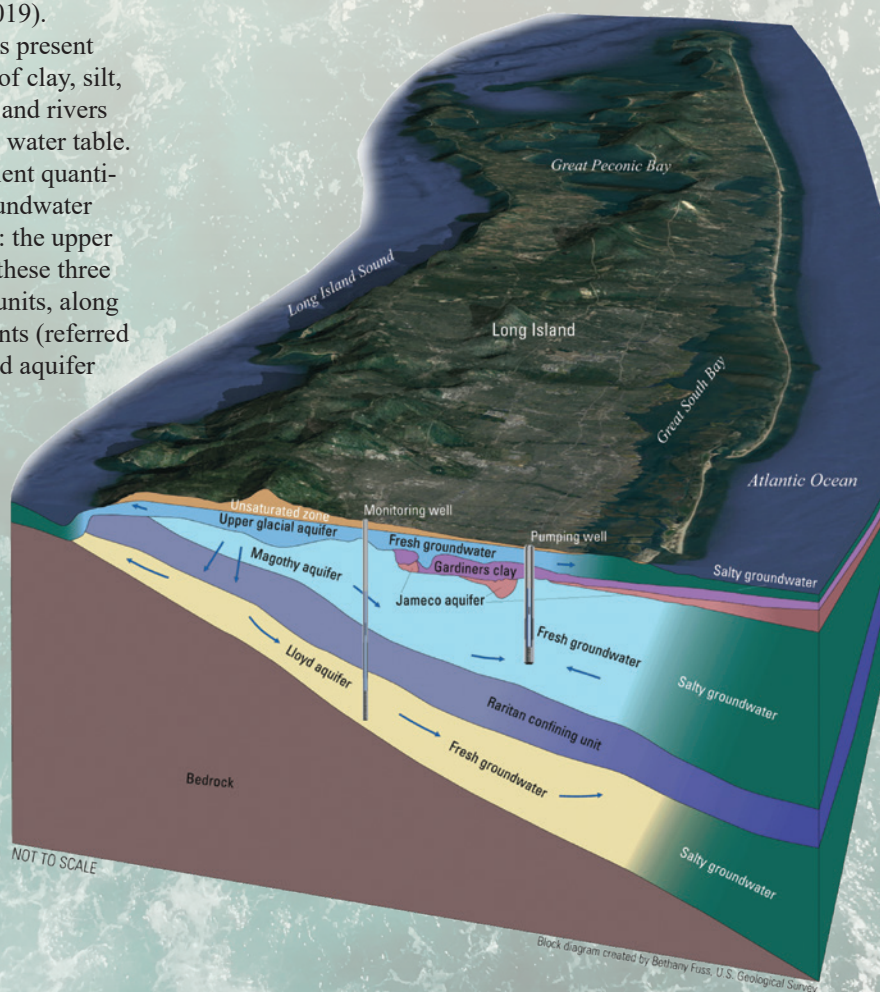 019).
s present
of clay, silt,
and rivers
water table.
ent quanti-
undwater
: the upper
these three
units, along
nts (referred
d aquifer
Great Peconic Bay
Long Island Sound
Long Island
Great South Bay
Atlantic Ocean
Unsaturated zone
Monitoring well
Upper glacial aquifer
Fresh groundwater
Pumping well
Magothy aquifer
Gardiners clay
Salty groundwater
Jameco aquifer
Fresh groundwater
Lloyd aquifer
Salty groundwater
Raritan confining unit
Fresh groundwater
Bedrock
Salty groundwater
NOT TO SCALE
Block diagram created by Bethany Fuss, U.S. Geological Survey